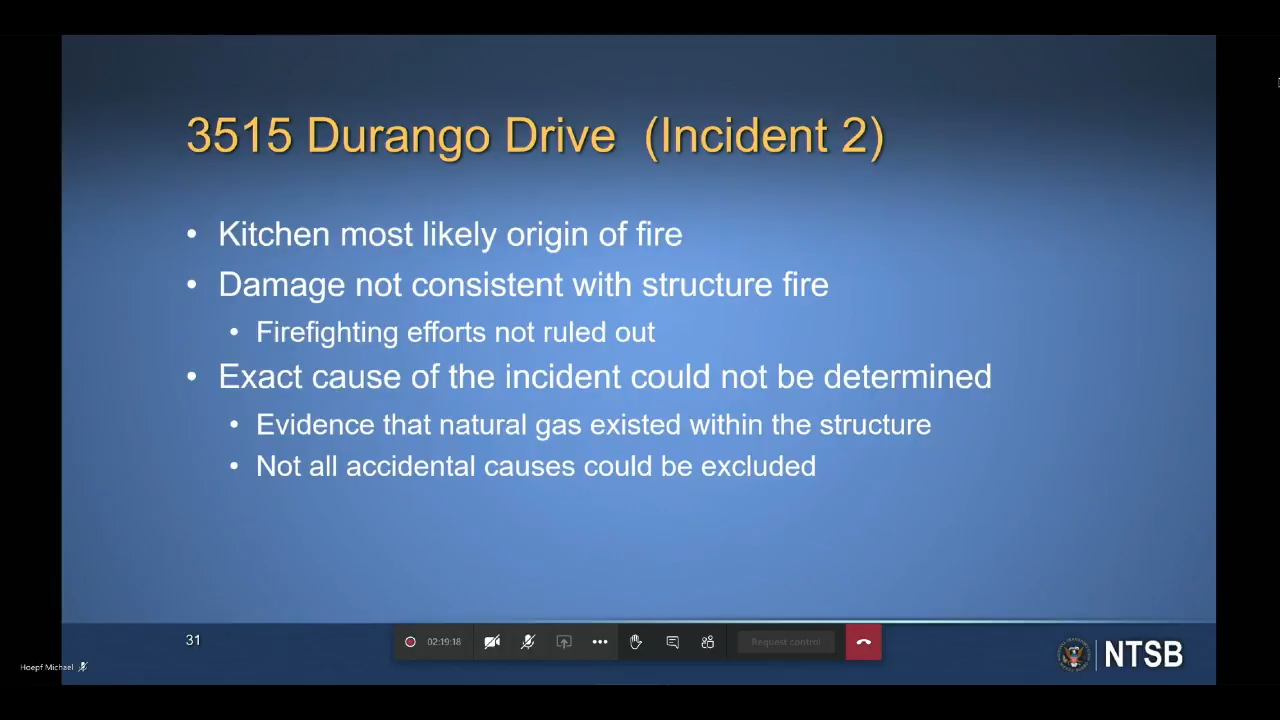 3515 Durango Drive (Incident 2)
• Kitchen most likely origin of fire
• Damage not consistent with structure fire
• Firefighting efforts not ruled out
• Exact cause of the incident could not be determined
• Evidence that natural gas existed within the structure
• Not all accidental causes could be excluded
31
02:19:18
Request control
NTSB
Hoepf Michael